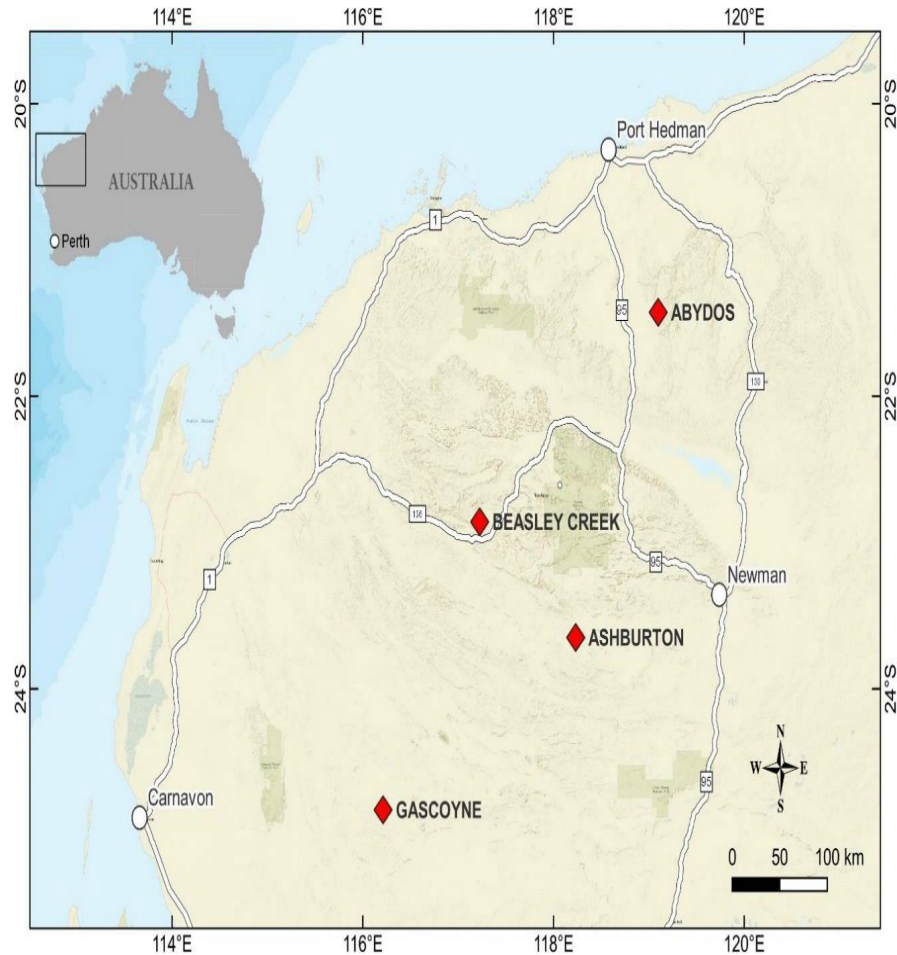 114°E
116°E
118°E
120°E
20°S
20°S
Port Hedman
AUSTRALIA
Perth
1
95
ABYDOS
22°S
22°S
130
136
BEASLEY CREEK
95
1
Newman
ASHBURTON
24°S
24°S
N
W
E
S
95
Carnavon
GASCOYNE
0 50 100 km
114°E
116°E
118°E
120°E